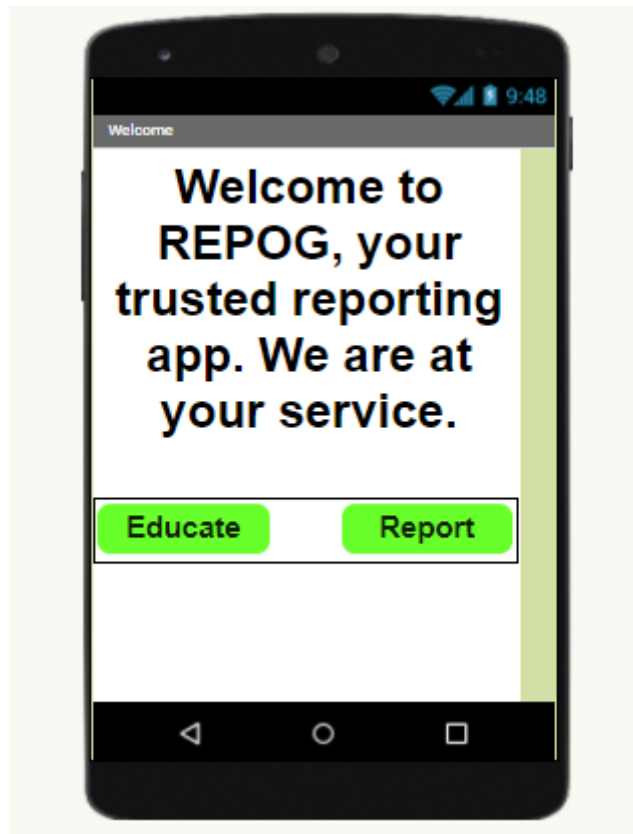 9:48
Welcome
Welcome to
REPOG, your
trusted reporting
app. We are at
your service.
Educate Report